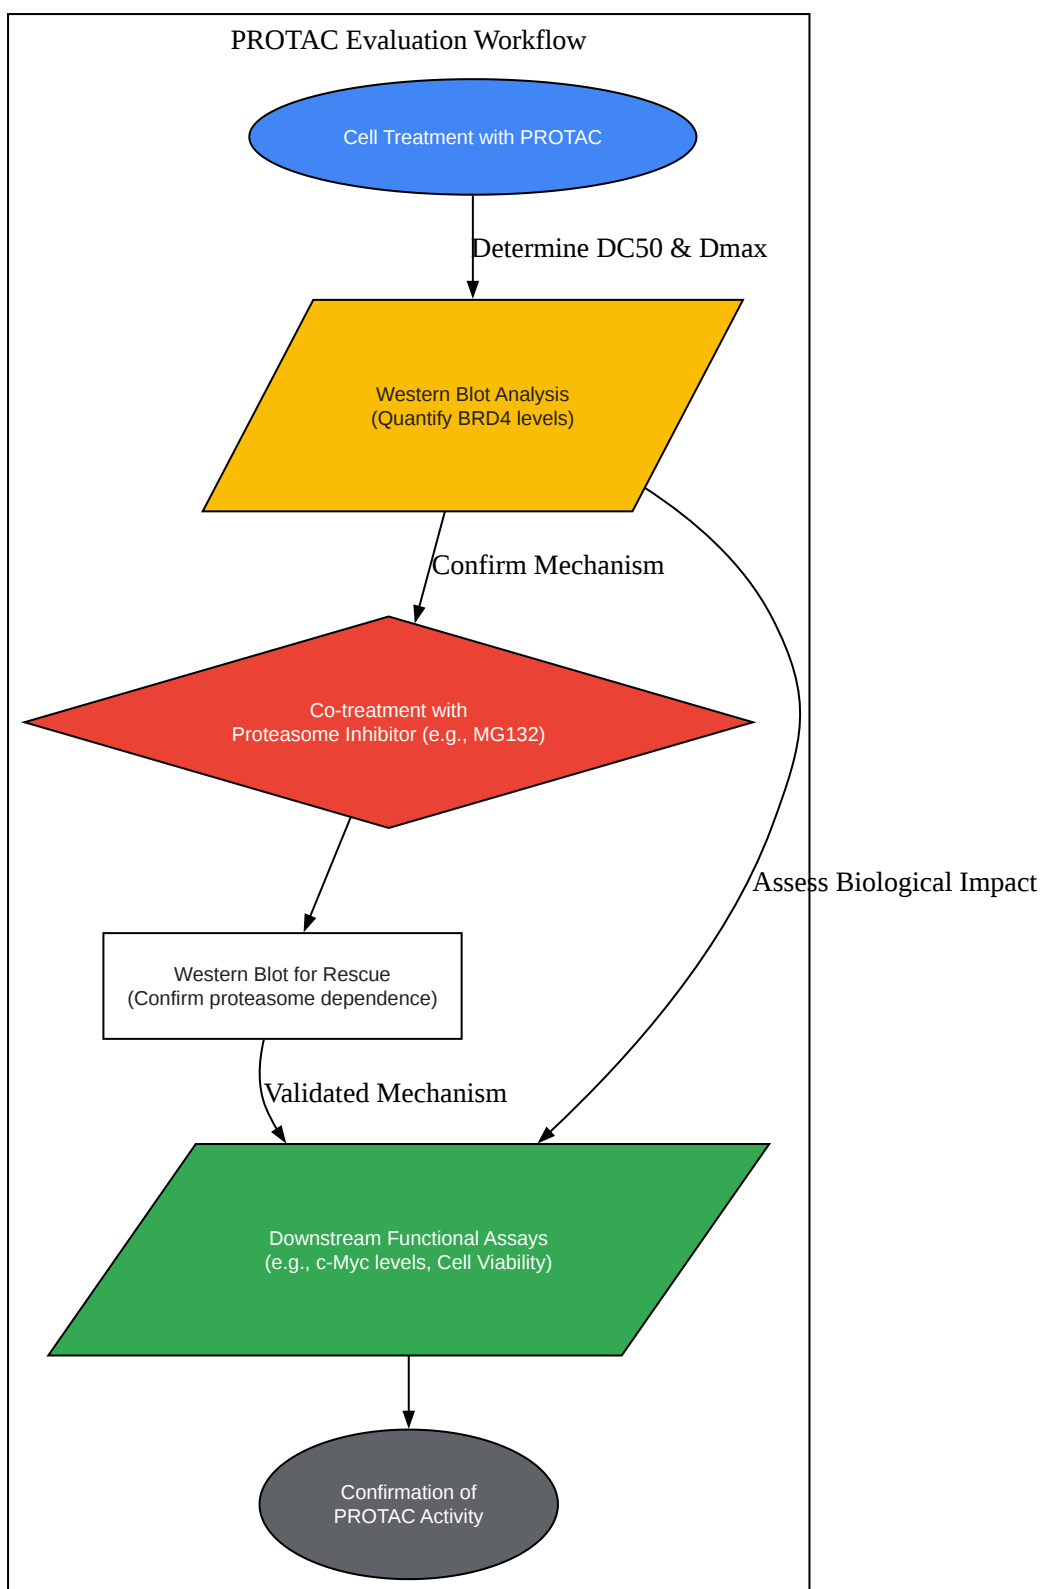 PROTAC Evaluation Workflow
Cell Treatment with PROTAC
Determine DC50 & Dmax
Western Blot Analysis
(Quantify BRD4 levels)
Confirm Mechanism
Co-treatment with
Proteasome Inhibitor (e.g., MG132)
Assess Biological Impact
Western Blot for Rescue
(Confirm proteasome dependence)
Validated Mechanism
Downstream Functional Assays
(e.g., c-Myc levels, Cell Viability)
Confirmation of
PROTAC Activity